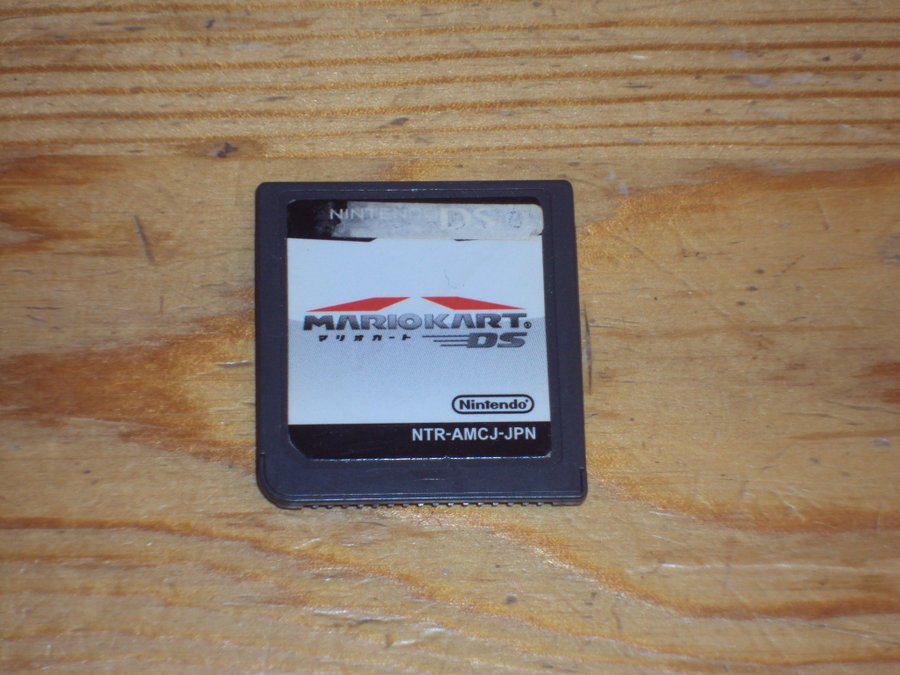 NINTENDO DS
MARIOKART®
マリオカート DS
Nintendo®
NTR-AMCJ-JPN